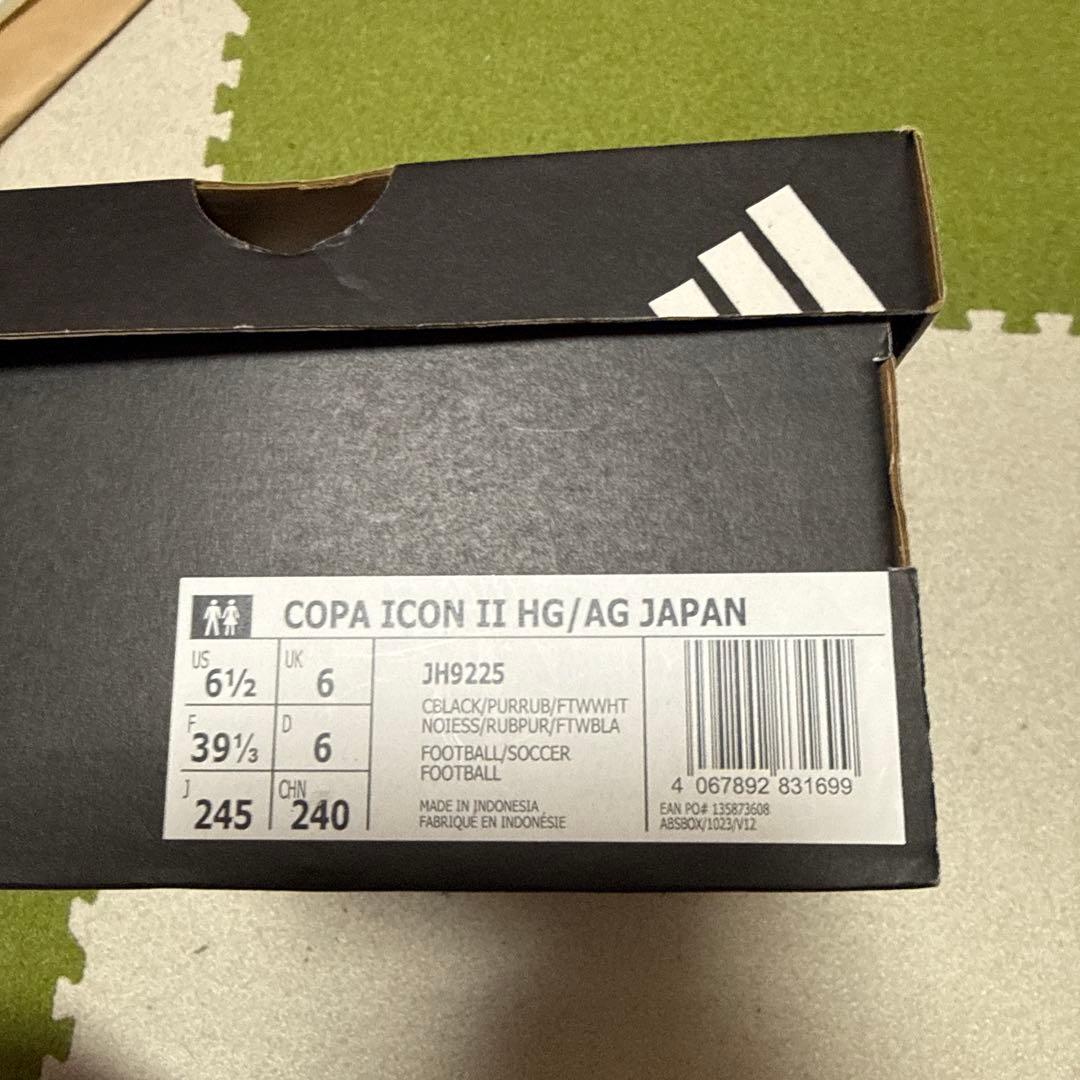 COPA ICON II HG/AG JAPAN
US 6½ UK 6
F 39⅓ D 6
J 245 CHN 240
JH9225
CBLACK/PURRUB/FTWWHT
NOIESS/RUBPUR/FTWBLA
FOOTBALL/SOCCER
FOOTBALL
MADE IN INDONESIA
FABRIQUE EN INDONÉSIE
4 067892 831699
EAN PO# 135873608
ABSBOX/1023/V12